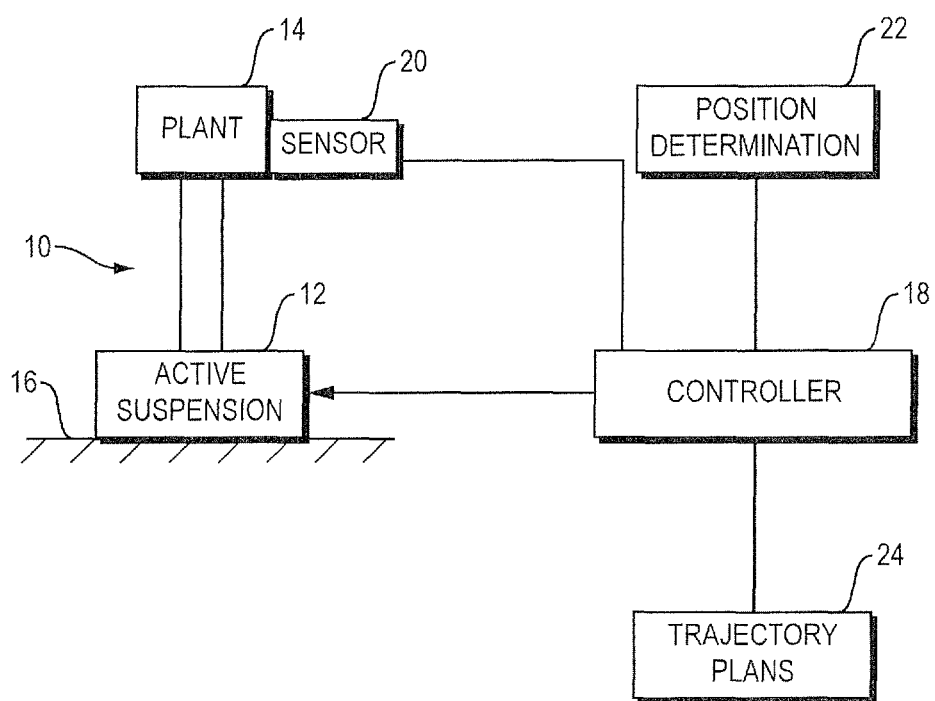 14
20
22
PLANT
SENSOR
POSITION
DETERMINATION
10
12
18
16
ACTIVE
SUSPENSION
CONTROLLER
24
TRAJECTORY
PLANS